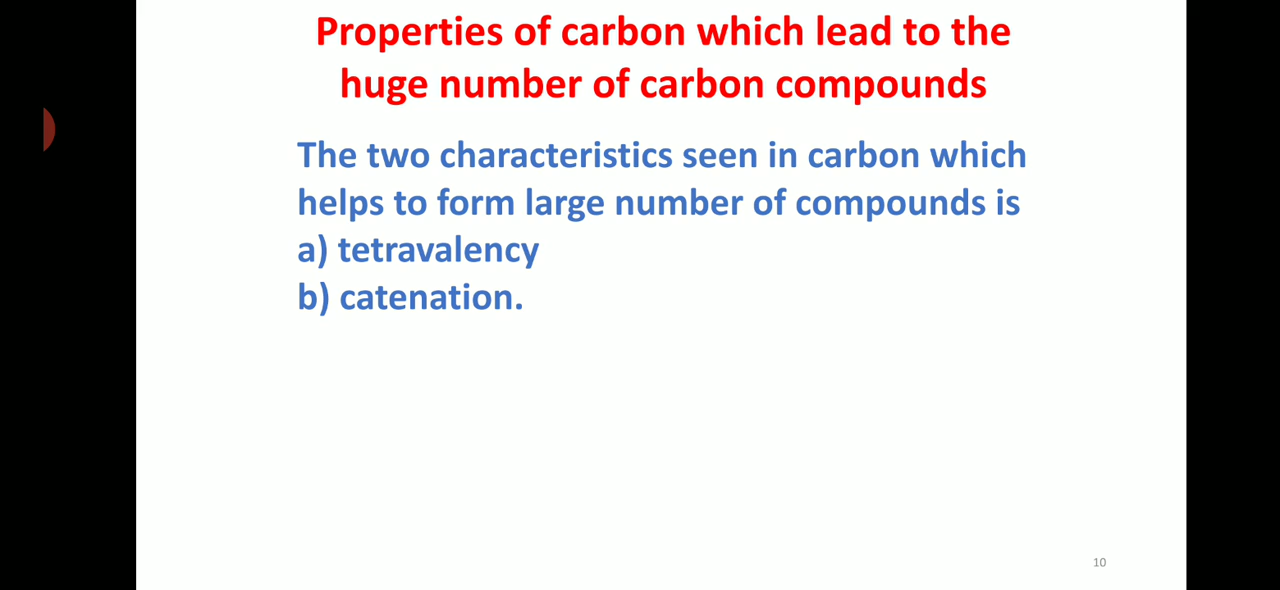 Properties of carbon which lead to the
huge number of carbon compounds
The two characteristics seen in carbon which
helps to form large number of compounds is
a) tetravalency
b) catenation.
10